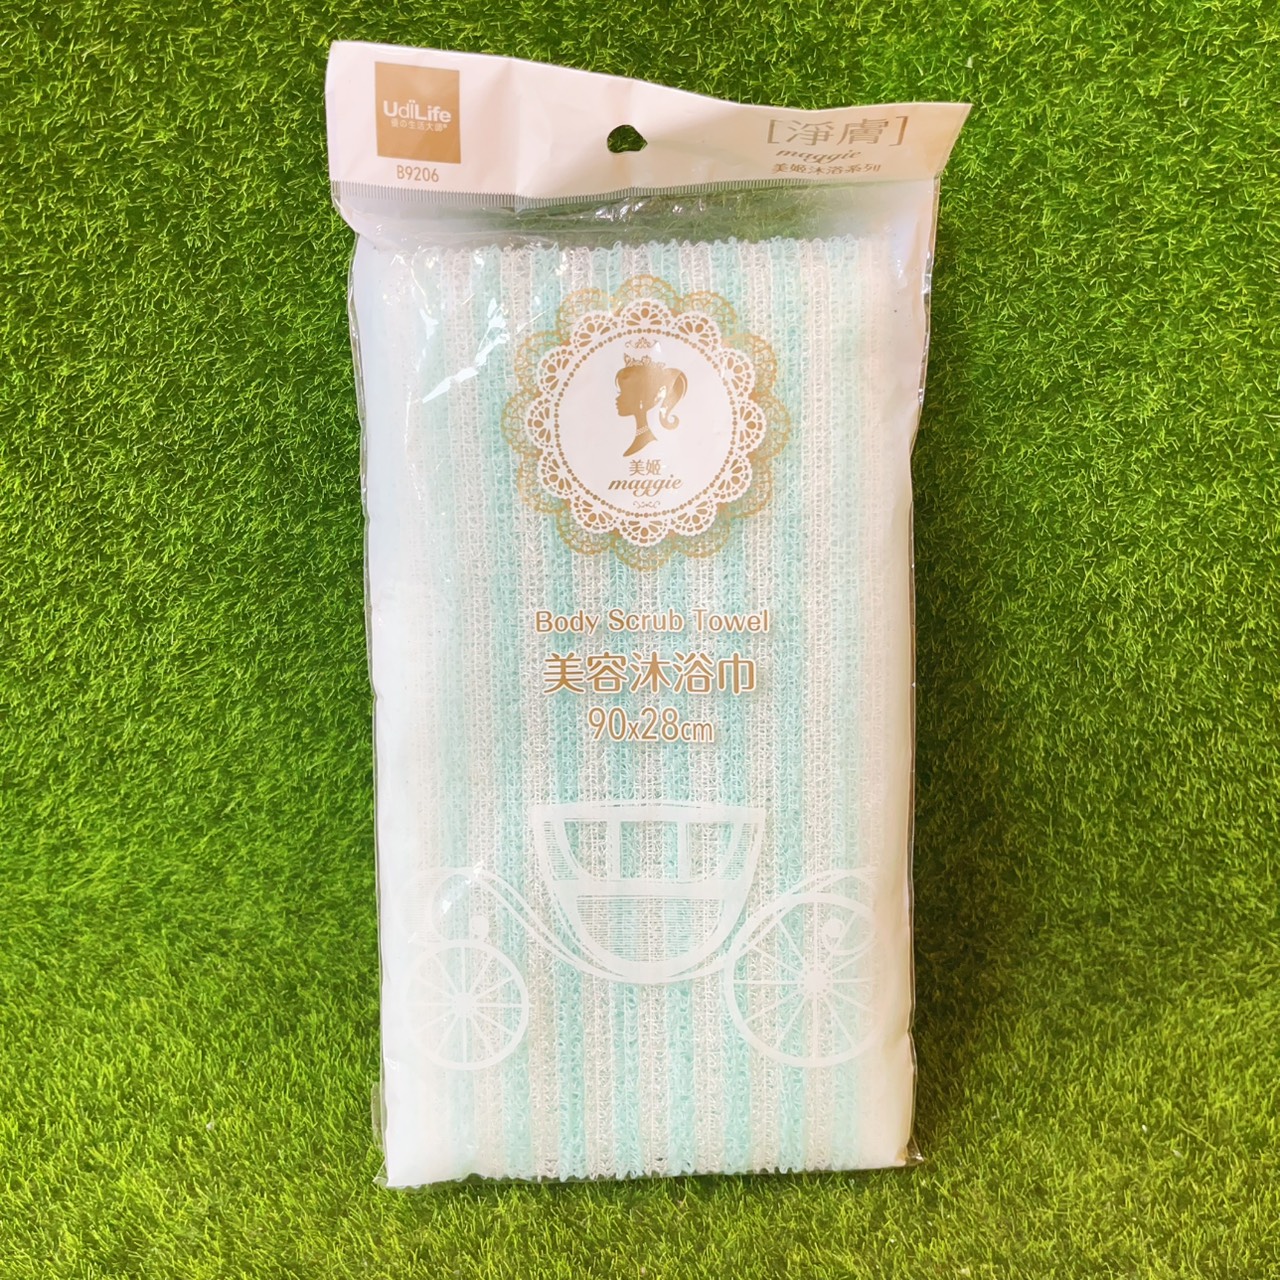 UdiLife
優の生活大師®
B9206
[淨膚]
maggie
美姬沐浴系列
美姬
maggie
Body Scrub Towel
美容沐浴巾
90x28cm